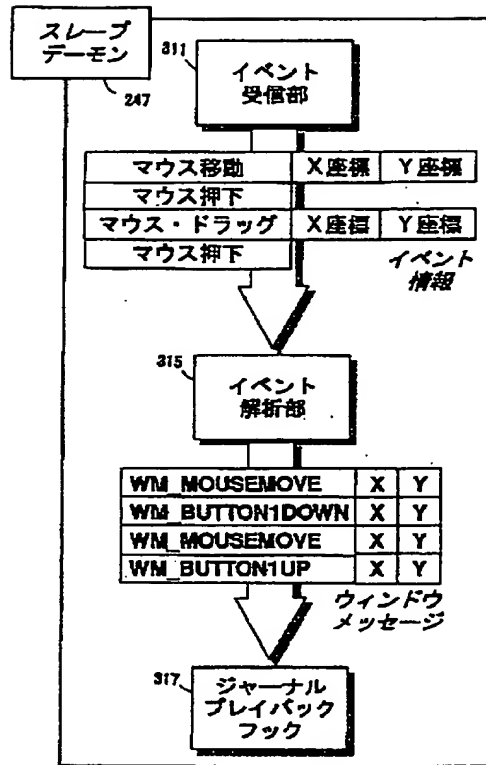 スレーブ
デーモン
247
311
イベント
受信部
マウス移動 X座標 Y座標
マウス押下
マウス・ドラッグ X座標 Y座標
マウス押下
イベント
情報
315
イベント
解析部
WM_MOUSEMOVE X Y
WM_BUTTON1DOWN X Y
WM_MOUSEMOVE X Y
WM_BUTTON1UP X Y
ウィンドウ
メッセージ
317
ジャーナル
プレイバック
フック